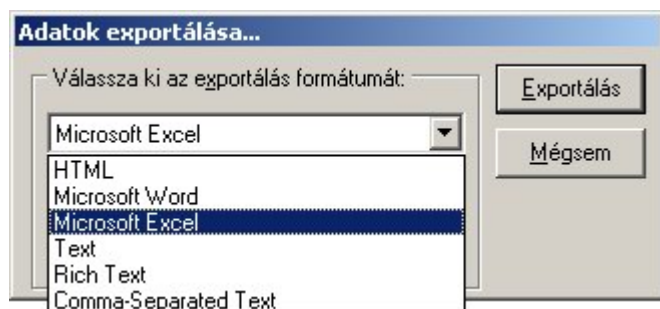 Adatok exportálása...
Válassza ki az exportálás formátumát:
Exportálás
Microsoft Excel
Mégsem
HTML
Microsoft Word
Microsoft Excel
Text
Rich Text
Comma-Separated Text